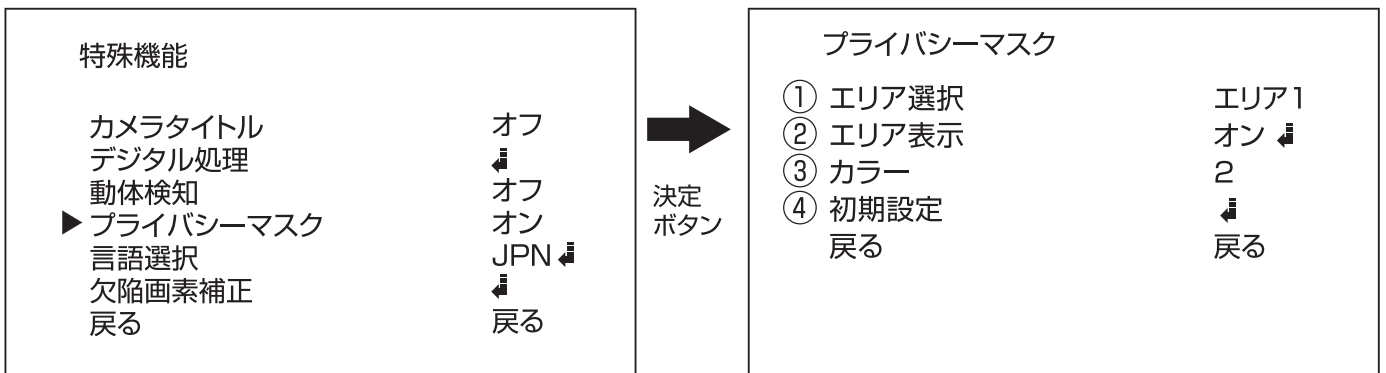 特殊機能
カメラタイトル オフ
デジタル処理 ↲
動体検知 オフ
▶プライバシーマスク オン
言語選択 JPN↲
欠陥画素補正 ↲
戻る 戻る
決定
ボタン
プライバシーマスク
① エリア選択 エリア1
② エリア表示 オン↲
③ カラー 2
④ 初期設定 ↲
戻る 戻る